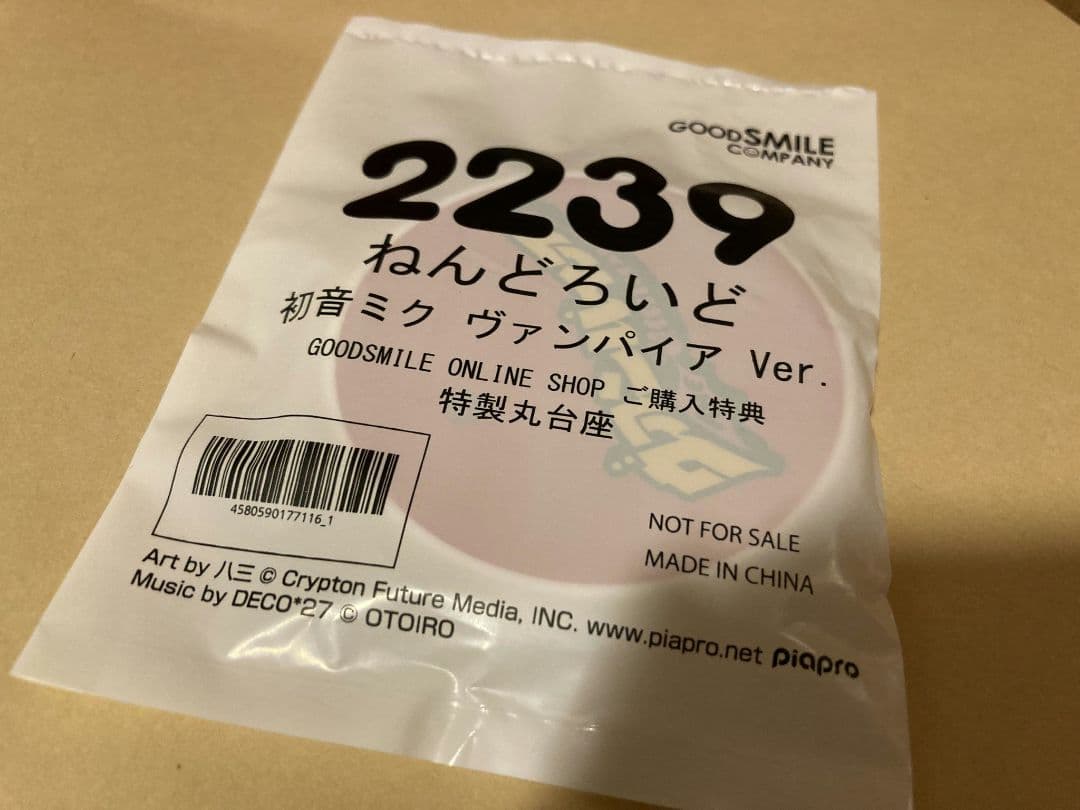 GOODSMILE
COMPANY
2239
ねんどろいど
初音ミク ヴァンパイア Ver.
GOODSMILE ONLINE SHOP ご購入特典
特製丸台座
4580590177116_1
NOT FOR SALE
MADE IN CHINA
Art by 八三 © Crypton Future Media, INC. www.piapro.net piapro
Music by DECO*27 © OTOIRO